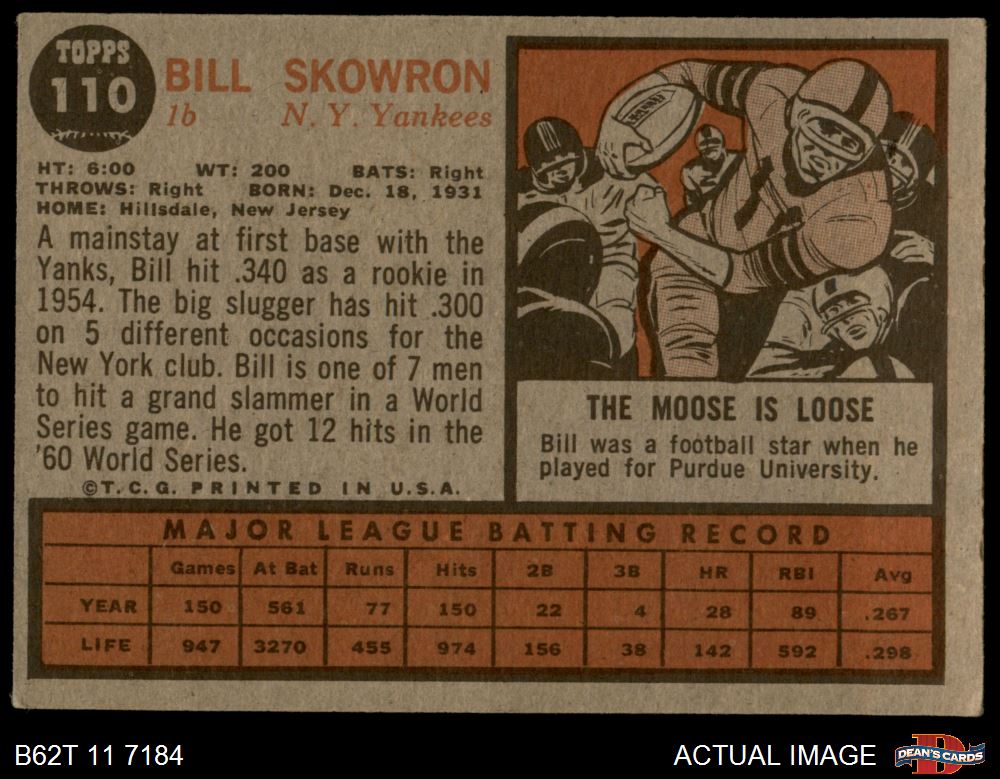 TOPPS
110
BILL SKOWRON
1b N. Y. Yankees
HT: 6:00 WT: 200 BATS: Right
THROWS: Right BORN: Dec. 18, 1931
HOME: Hillsdale, New Jersey
A mainstay at first base with the
Yanks, Bill hit .340 as a rookie in
1954. The big slugger has hit .300
on 5 different occasions for the
New York club. Bill is one of 7 men
to hit a grand slammer in a World
Series game. He got 12 hits in the
'60 World Series.
©T.C.G. PRINTED IN U.S.A.
THE MOOSE IS LOOSE
Bill was a football star when he
played for Purdue University.
MAJOR LEAGUE BATTING RECORD
Games At Bat Runs Hits 2B 3B HR RBI Avg
YEAR 150 561 77 150 22 4 28 89 .267
LIFE 947 3270 455 974 156 38 142 592 .298
B62T 11 7184
ACTUAL IMAGE
DEAN'S CARDS